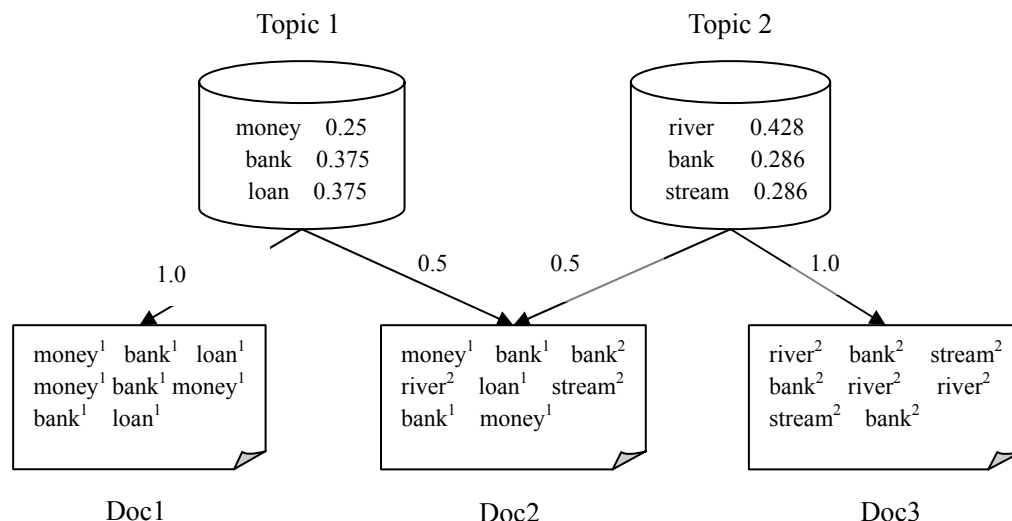 Topic 1
Topic 2
money 0.25
bank 0.375
loan 0.375
river 0.428
bank 0.286
stream 0.286
1.0
0.5
0.5
1.0
money¹ bank¹ loan¹
money¹ bank¹ money¹
bank¹ loan¹
money¹ bank¹ bank²
river² loan¹ stream²
bank¹ money¹
river² bank² stream²
bank² river² river²
stream² bank²
Doc1
Doc2
Doc3